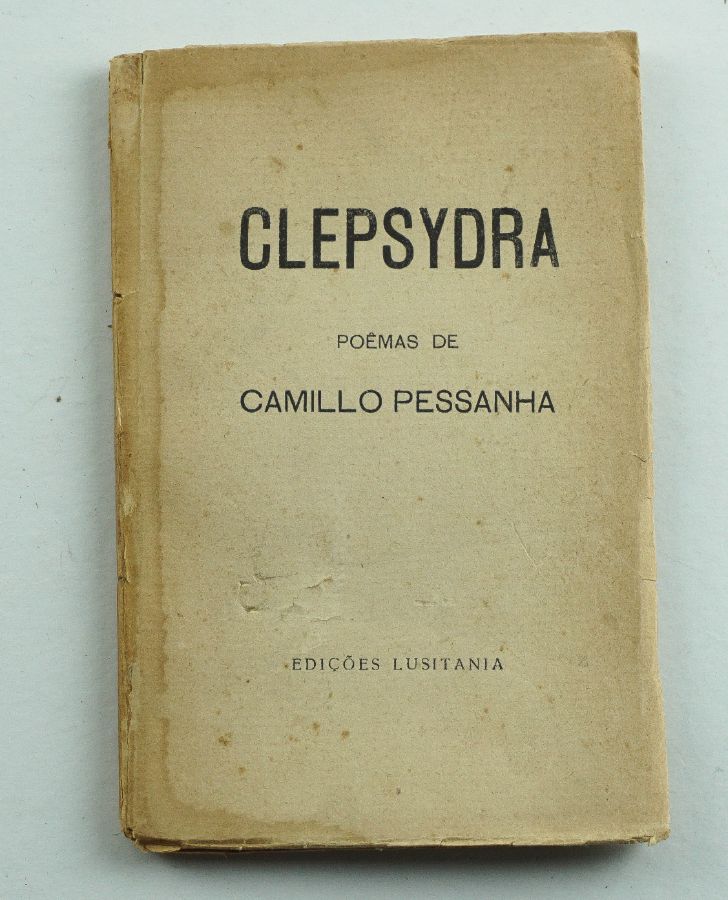 CLEPSYDRA
POÊMAS DE
CAMILLO PESSANHA
EDIÇÕES LUSITANIA